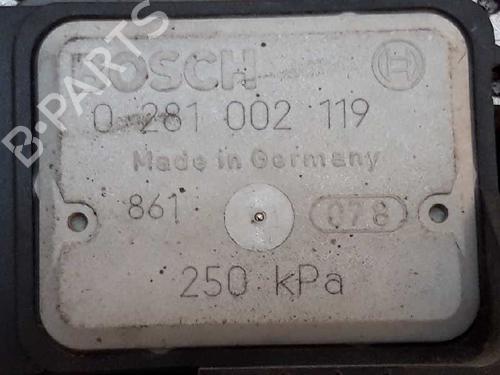 B-PARTS
BOSCH
0 281 002 119
Made in Germany
861 078
250 kPa